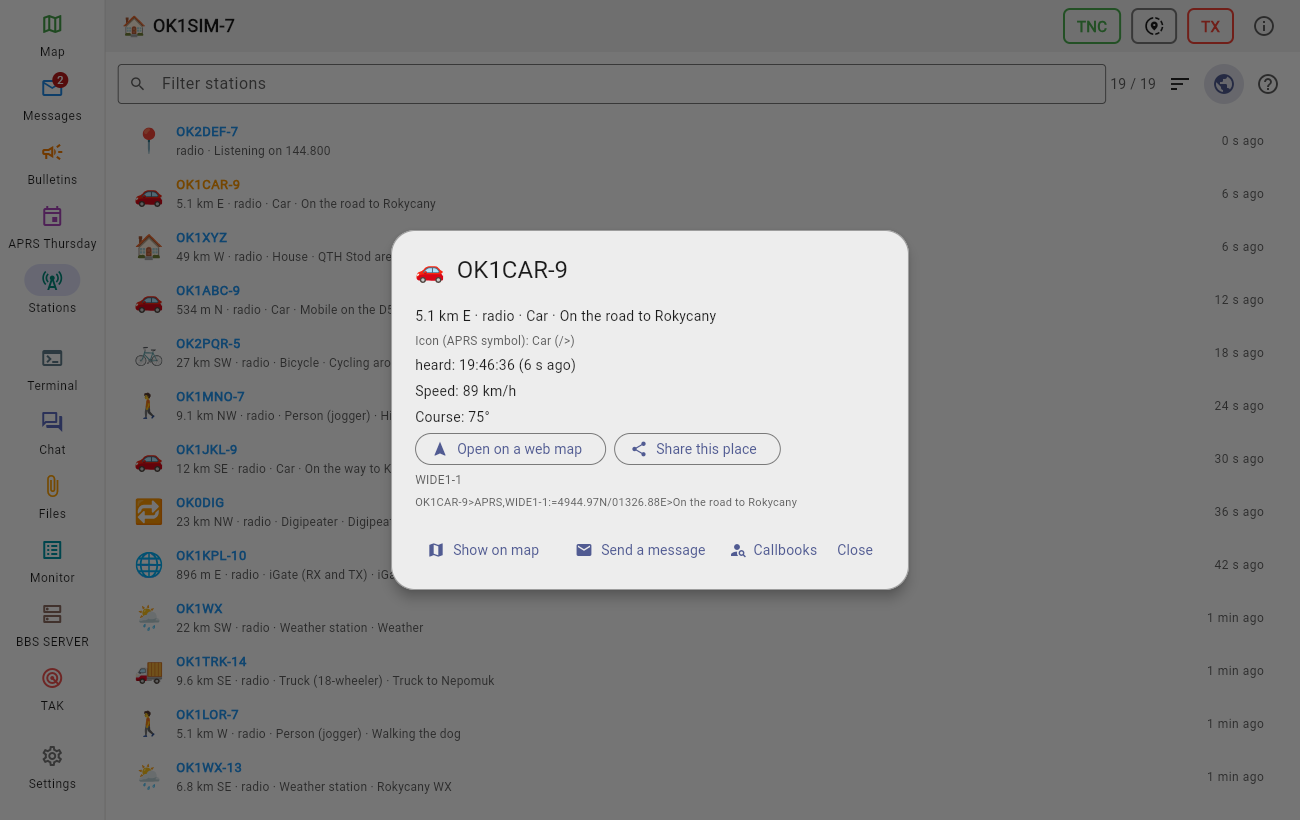 OK1SIM-7
TNC
TX
Map
2
Messages
Bulletins
APRS Thursday
Stations
Terminal
Chat
Files
Monitor
BBS SERVER
TAK
Settings
Filter stations
19 / 19
OK2DEF-7
radio · Listening on 144.800
0 s ago
OK1CAR-9
5.1 km E · radio · Car · On the road to Rokycany
6 s ago
OK1XYZ
49 km W · radio · House · QTH Stod are
6 s ago
OK1ABC-9
534 m N · radio · Car · Mobile on the D5
12 s ago
OK2PQR-5
27 km SW · radio · Bicycle · Cycling aro
18 s ago
OK1MNO-7
9.1 km NW · radio · Person (jogger) · Hi
24 s ago
OK1JKL-9
12 km SE · radio · Car · On the way to K
30 s ago
OK0DIG
23 km NW · radio · Digipeater · Digipea
36 s ago
OK1KPL-10
896 m E · radio · iGate (RX and TX) · iGa
42 s ago
OK1WX
22 km SW · radio · Weather station · Weather
1 min ago
OK1TRK-14
9.6 km SE · radio · Truck (18-wheeler) · Truck to Nepomuk
1 min ago
OK1LOR-7
5.1 km W · radio · Person (jogger) · Walking the dog
1 min ago
OK1WX-13
6.8 km SE · radio · Weather station · Rokycany WX
1 min ago
OK1CAR-9
5.1 km E · radio · Car · On the road to Rokycany
Icon (APRS symbol): Car (/>)
heard: 19:46:36 (6 s ago)
Speed: 89 km/h
Course: 75°
Open on a web map
Share this place
WIDE1-1
OK1CAR-9>APRS,WIDE1-1:=4944.97N/01326.88E>On the road to Rokycany
Show on map
Send a message
Callbooks
Close